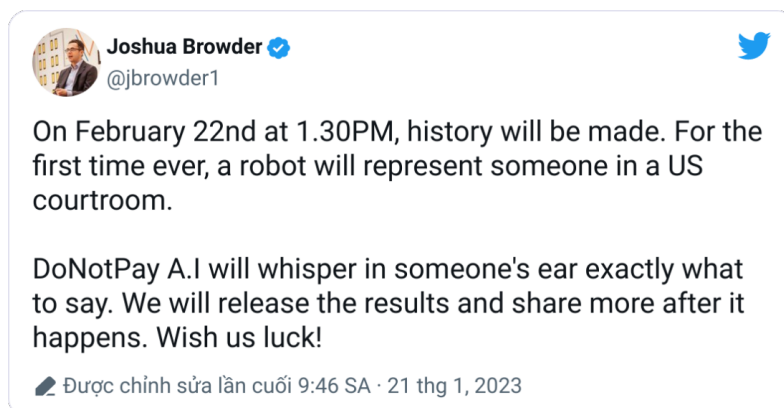 Joshua Browder
@jbrowder1
On February 22nd at 1.30PM, history will be made. For the
first time ever, a robot will represent someone in a US
courtroom.
DoNotPay A.I will whisper in someone's ear exactly what
to say. We will release the results and share more after it
happens. Wish us luck!
Được chỉnh sửa lần cuối 9:46 SA · 21 thg 1, 2023